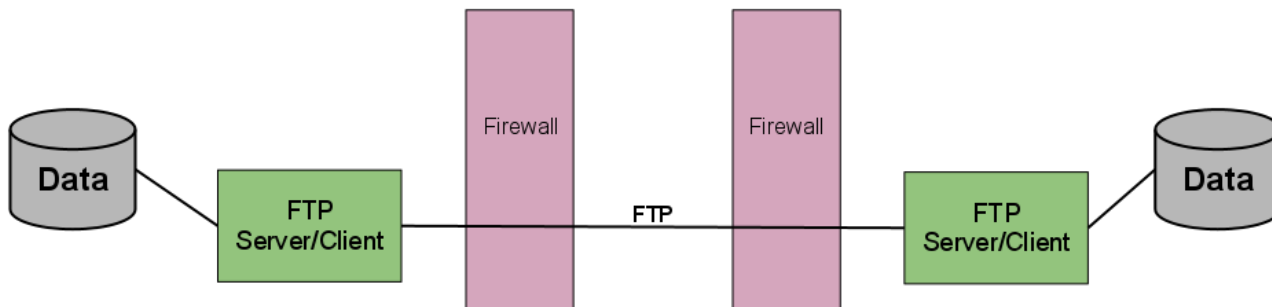 Firewall
Firewall
Data
FTP
Server/Client
FTP
FTP
Server/Client
Data